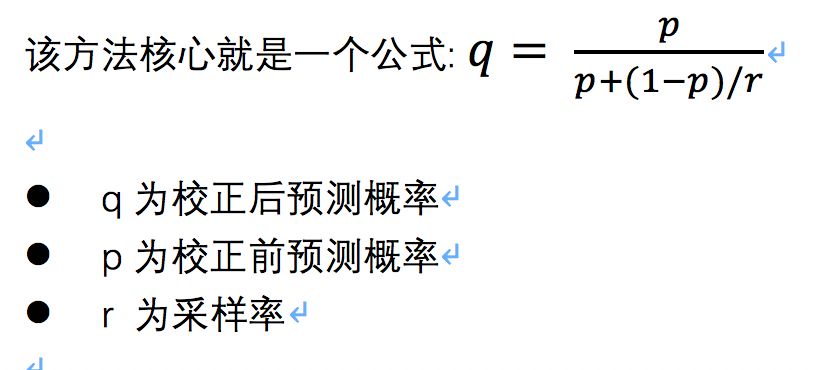 该方法核心就是一个公式: q = p / (p+(1−p)/r)
● q 为校正后预测概率
● p 为校正前预测概率
● r 为采样率